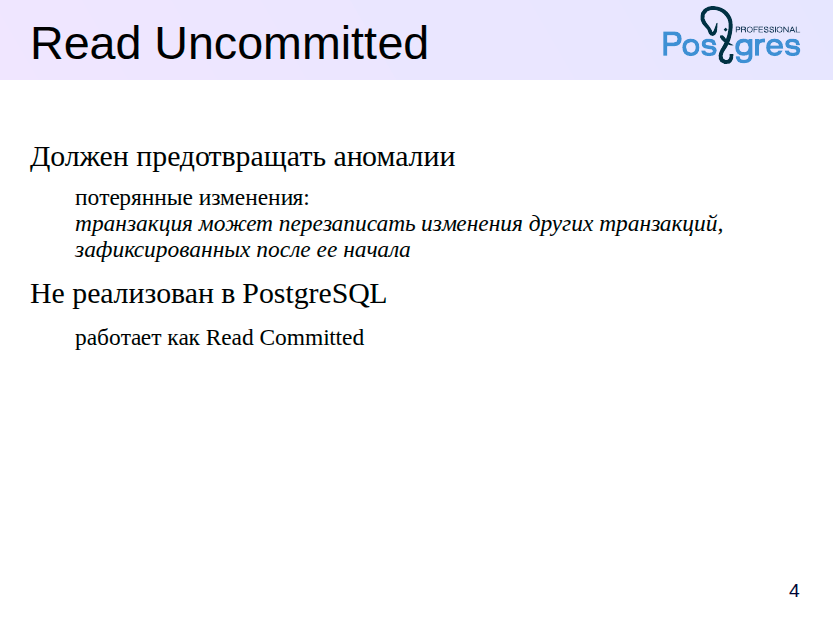 Read Uncommitted
PROFESSIONAL
Postgres
Должен предотвращать аномалии
потерянные изменения:
транзакция может перезаписать изменения других транзакций,
зафиксированных после ее начала
Не реализован в PostgreSQL
работает как Read Committed
4